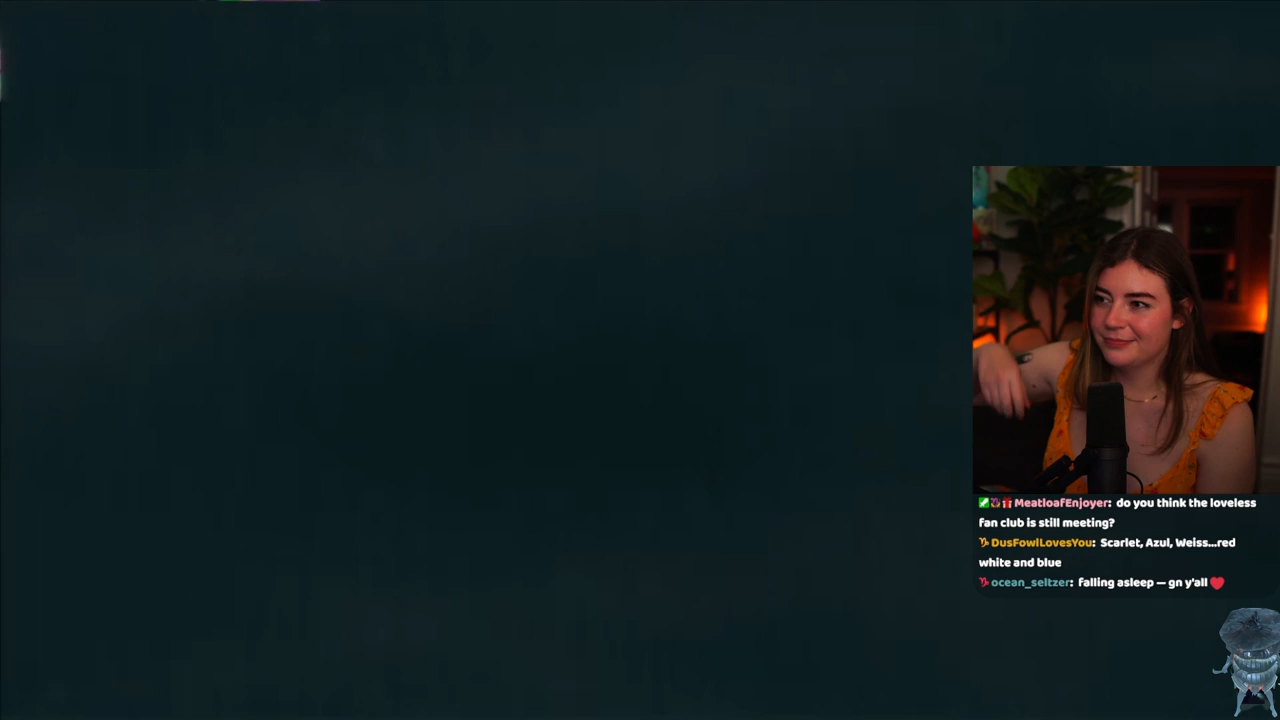 MeatloafEnjoyer: do you think the loveless
fan club is still meeting?
DusFowlLovesYou: Scarlet, Azul, Weiss...red
white and blue
ocean_seltzer: falling asleep — gn y'all